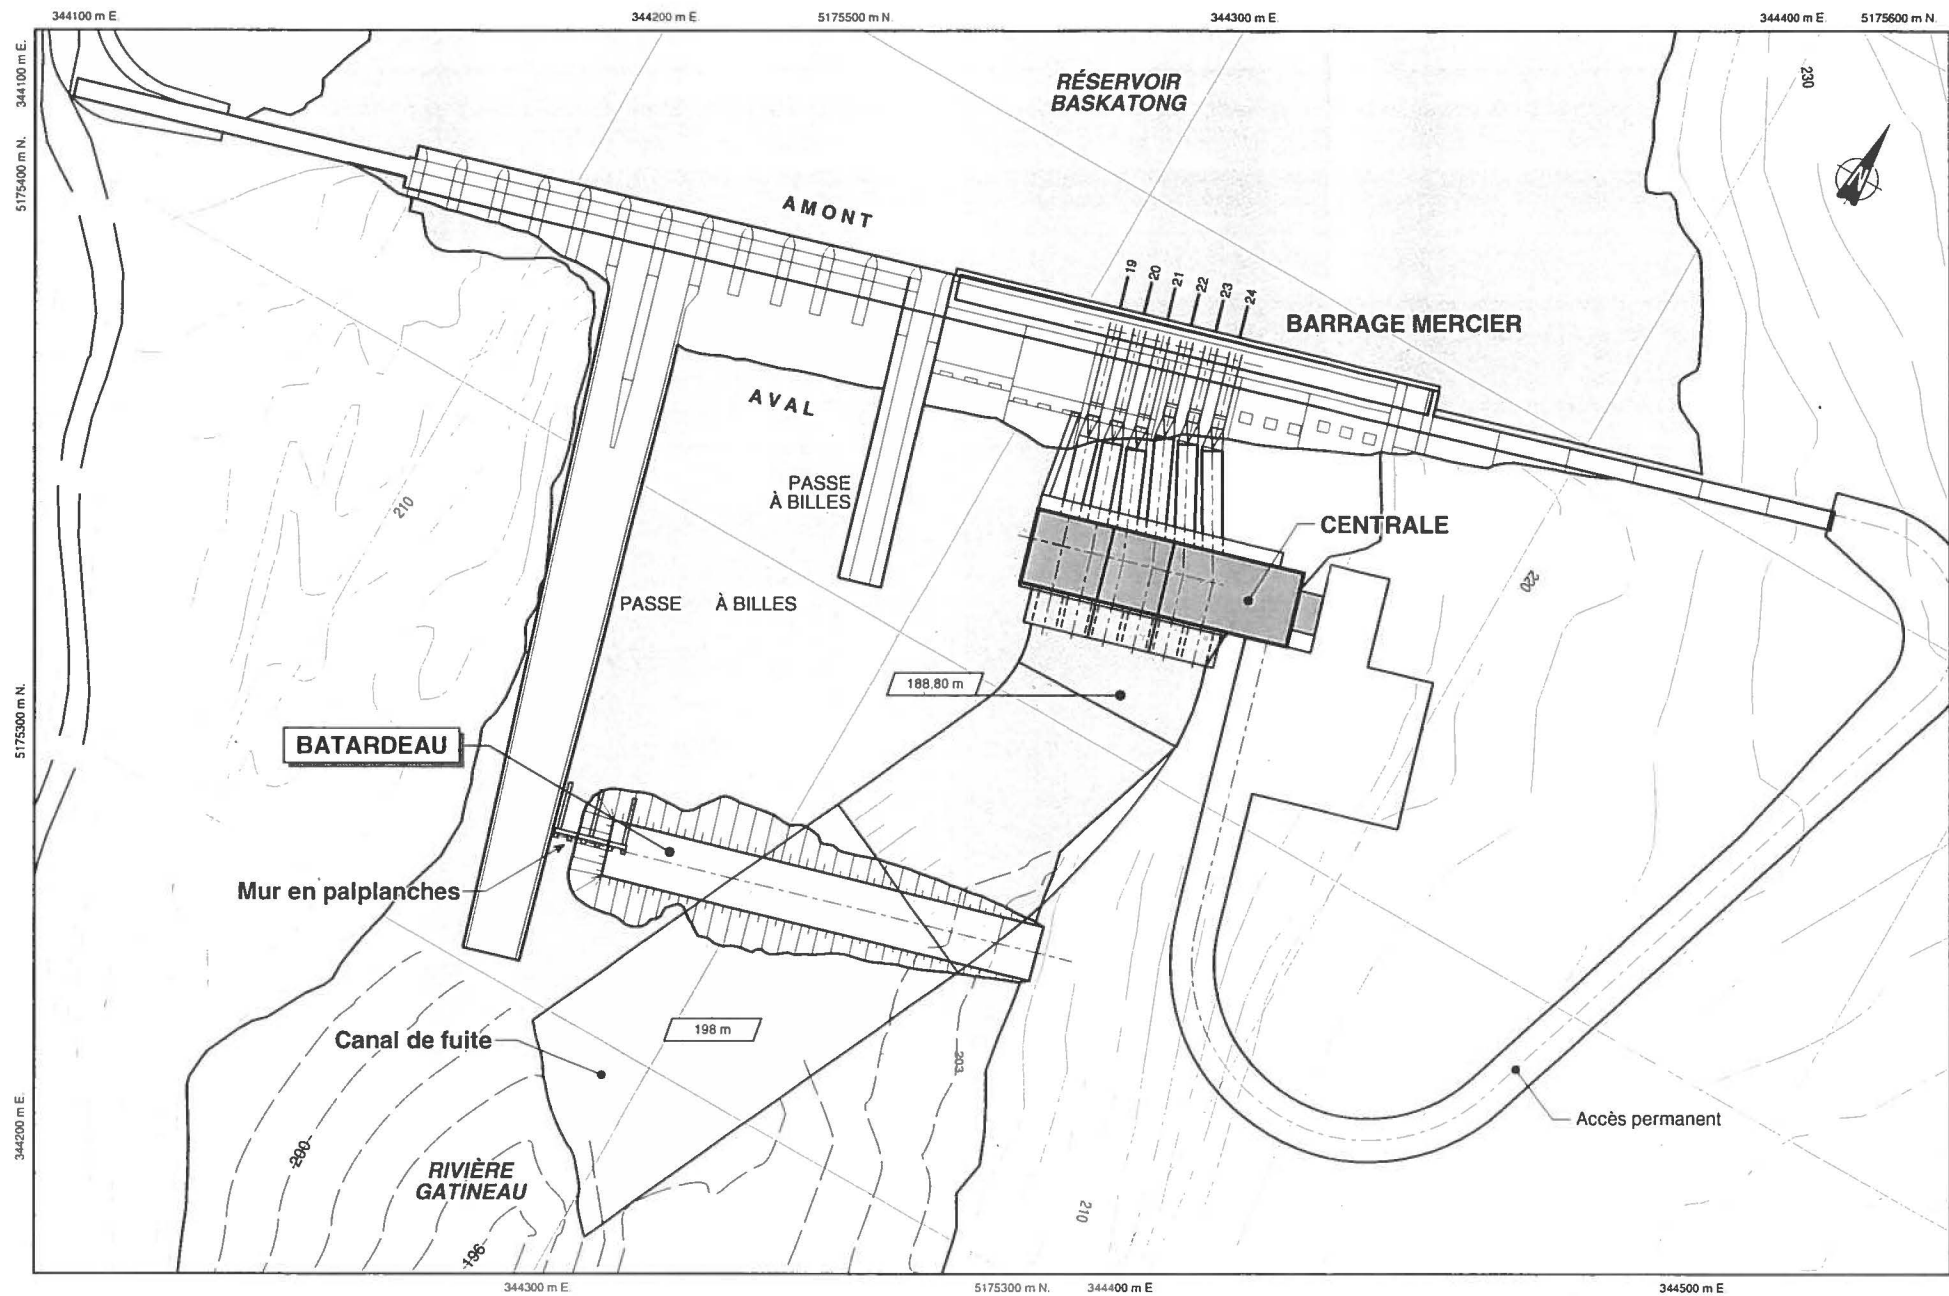 344100 m E.
344200 m E.
5175500 m N.
344300 m E.
344400 m E.
5175600 m N.
344100 m E.
5175400 m N.
5175300 m N.
344200 m E.
RÉSERVOIR
BASKATONG
230
N
AMONT
19
20
21
22
23
24
BARRAGE MERCIER
AVAL
PASSE
À BILLES
210
CENTRALE
220
PASSE À BILLES
188,80 m
BATARDEAU
Mur en palplanches
Canal de fuite
198 m
203
Accès permanent
200
RIVIÈRE
GATINEAU
196
210
344300 m E.
5175300 m N.
344400 m E
344500 m E